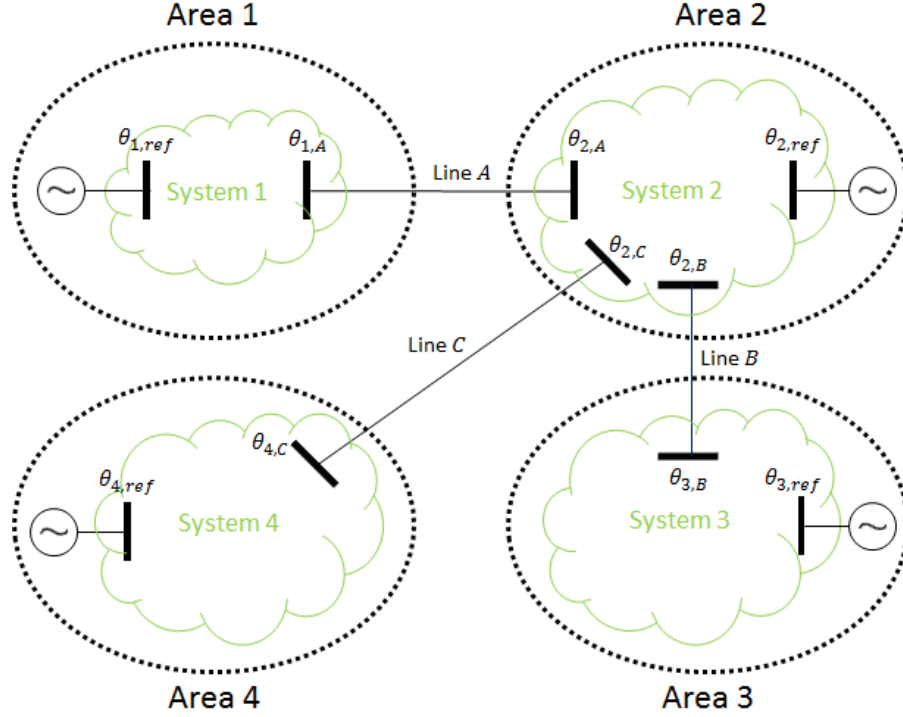 Area 1
Area 2
θ1,ref
θ1,A
θ2,A
θ2,ref
Line A
System 1
System 2
θ2,C
θ2,B
Line C
Line B
θ4,C
θ4,ref
θ3,B
θ3,ref
System 4
System 3
Area 4
Area 3